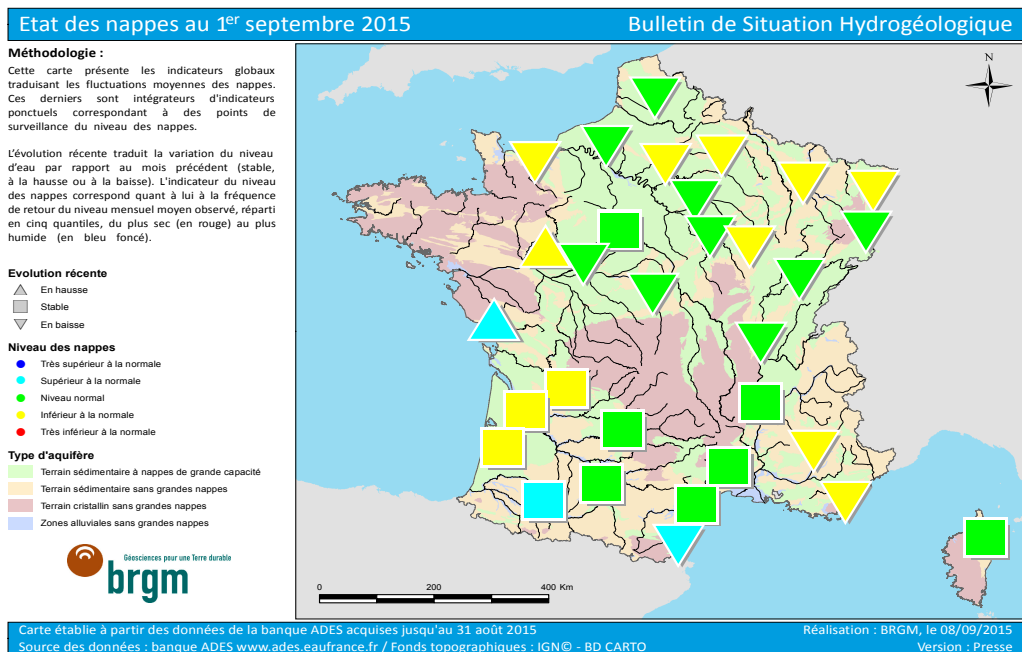 Etat des nappes au 1er septembre 2015
Bulletin de Situation Hydrogéologique
Méthodologie :
Cette carte présente les indicateurs globaux
traduisant les fluctuations moyennes des nappes.
Ces derniers sont intégrateurs d'indicateurs
ponctuels correspondant à des points de
surveillance du niveau des nappes.
L'évolution récente traduit la variation du niveau
d'eau par rapport au mois précédent (stable,
à la hausse ou à la baisse). L'indicateur du niveau
des nappes correspond quant à lui à la fréquence
de retour du niveau mensuel moyen observé, réparti
en cinq quantiles, du plus sec (en rouge) au plus
humide (en bleu foncé).
Evolution récente
En hausse
Stable
En baisse
Niveau des nappes
Très supérieur à la normale
Supérieur à la normale
Niveau normal
Inférieur à la normale
Très inférieur à la normale
Type d'aquifère
Terrain sédimentaire à nappes de grande capacité
Terrain sédimentaire sans grandes nappes
Terrain cristallin sans grandes nappes
Zones alluviales sans grandes nappes
Géosciences pour une Terre durable
brgm
N
0 200 400 Km
Carte établie à partir des données de la banque ADES acquises jusqu'au 31 août 2015
Réalisation : BRGM, le 08/09/2015
Source des données : banque ADES www.ades.eaufrance.fr / Fonds topographiques : IGN© - BD CARTO
Version : Presse